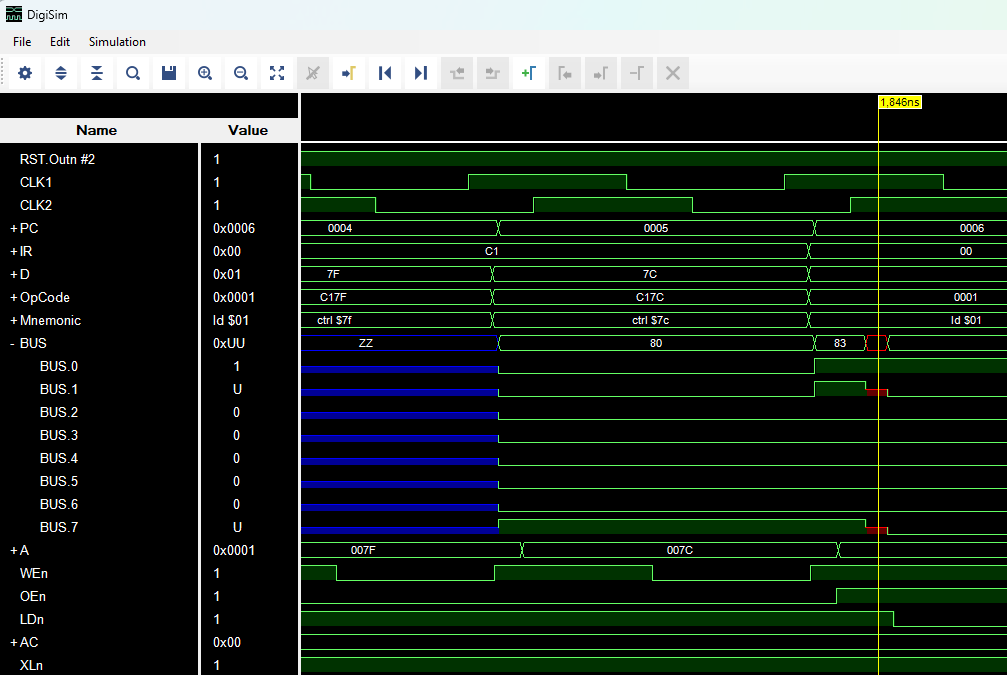 DigiSim
File Edit Simulation
1,846ns
Name Value
RST.Outn #2 1
CLK1 1
CLK2 1
+ PC 0x0006 0004 0005 0006
+ IR 0x00 C1 00
+ D 0x01 7F 7C
+ OpCode 0x0001 C17F C17C 0001
+ Mnemonic ld $01 ctrl $7f ctrl $7c ld $01
- BUS 0xUU ZZ 80 83
BUS.0 1
BUS.1 U
BUS.2 0
BUS.3 0
BUS.4 0
BUS.5 0
BUS.6 0
BUS.7 U
+ A 0x0001 007F 007C
WEn 1
OEn 1
LDn 1
+ AC 0x00
XLn 1